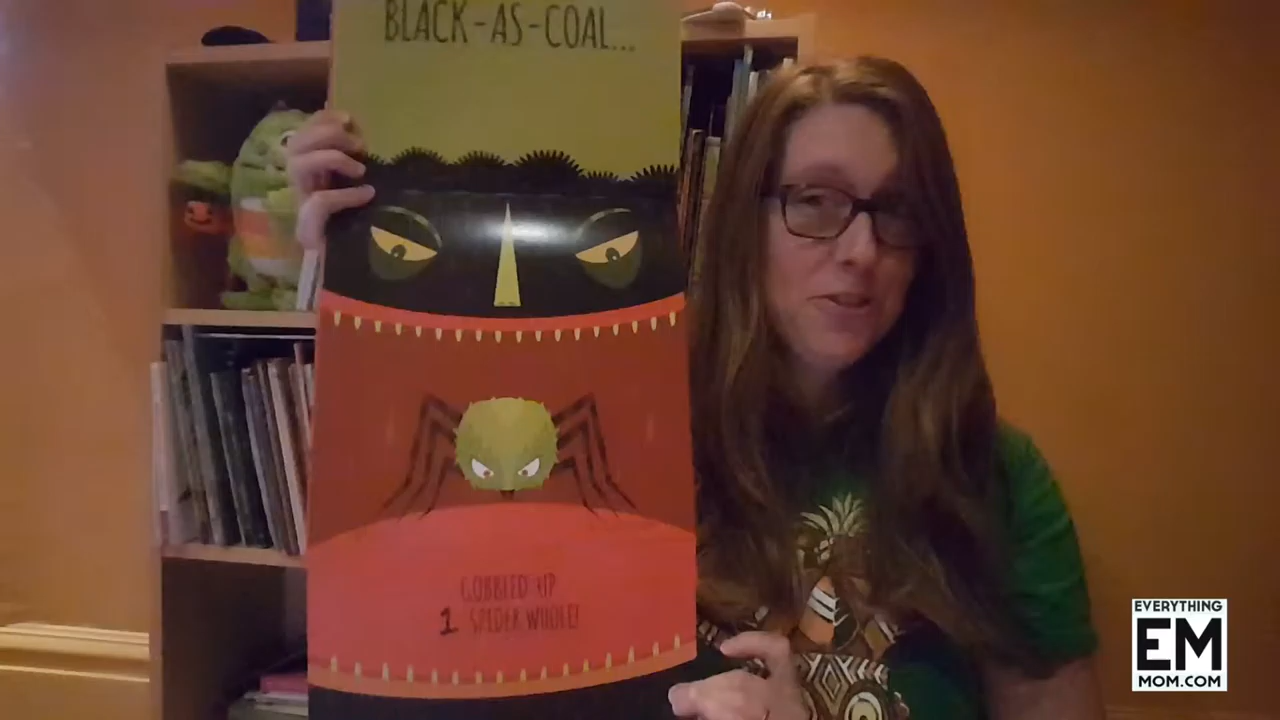 BLACK-AS-COAL...
GOBBLED UP
1 SPIDER WHOLE!
EVERYTHING
EM
MOM.COM